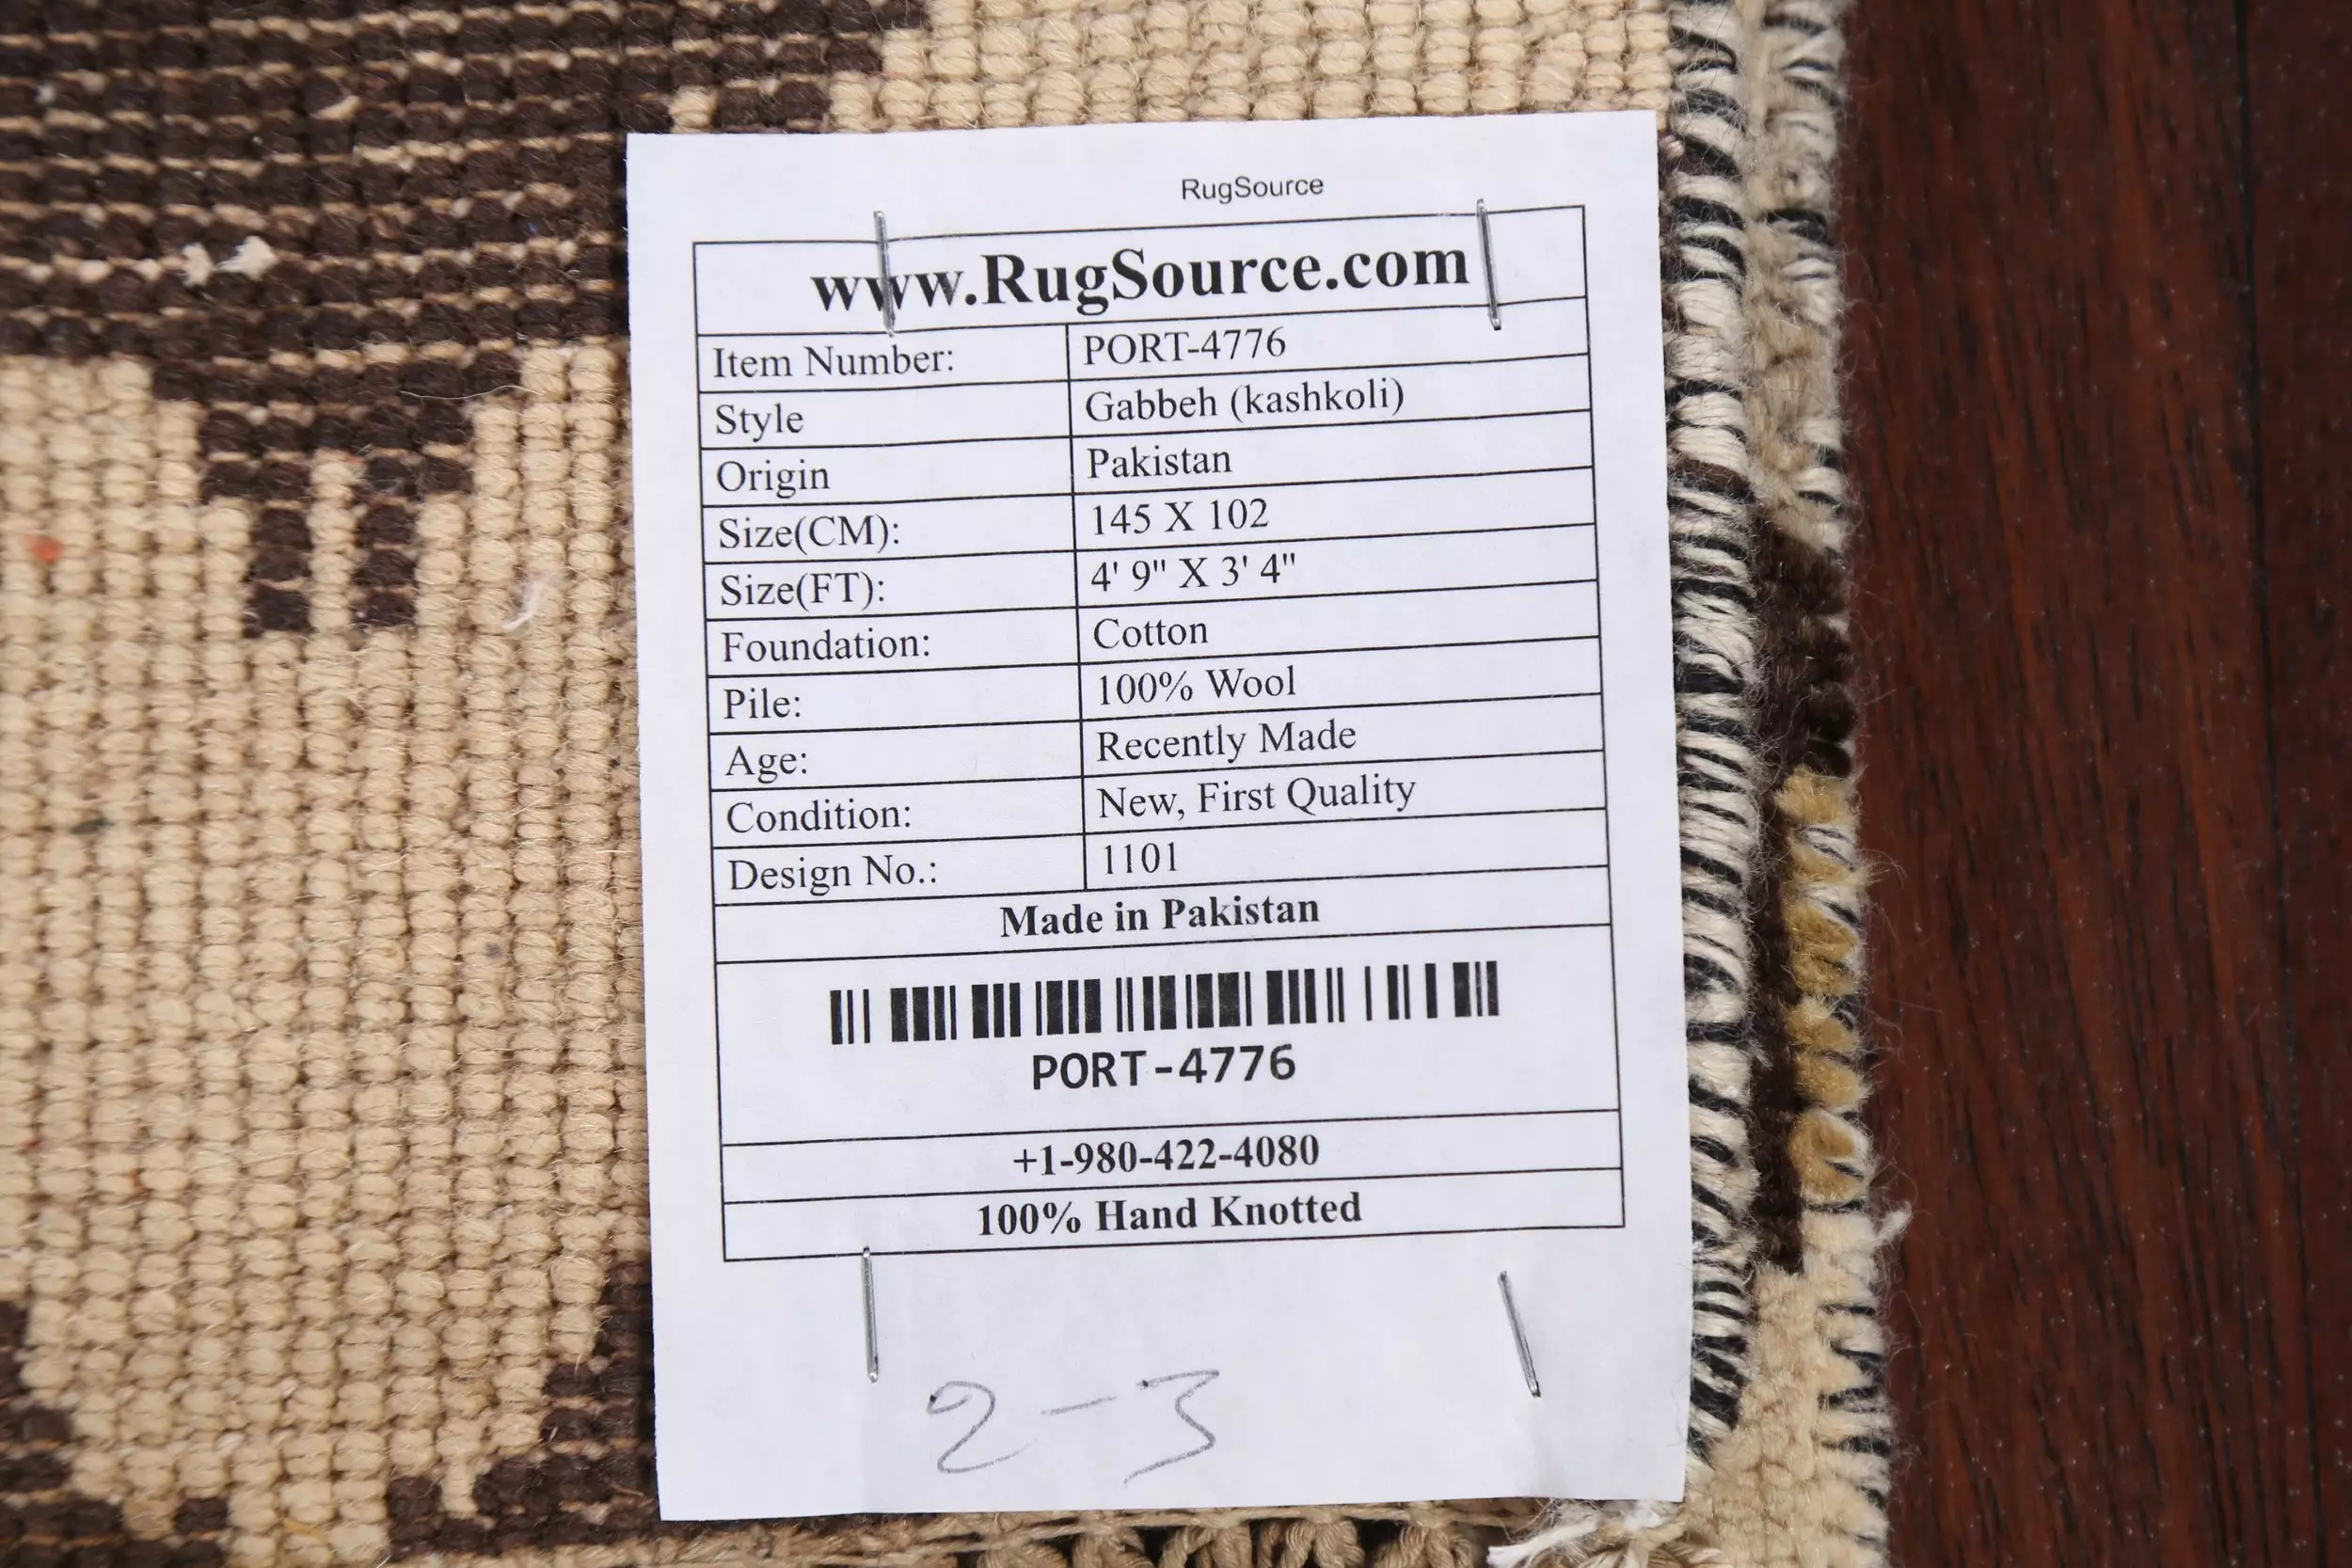 RugSource
www.RugSource.com
Item Number: PORT-4776
Style Gabbeh (kashkoli)
Origin Pakistan
Size(CM): 145 X 102
Size(FT): 4' 9" X 3' 4"
Foundation: Cotton
Pile: 100% Wool
Age: Recently Made
Condition: New, First Quality
Design No.: 1101
Made in Pakistan
PORT-4776
+1-980-422-4080
100% Hand Knotted
2-3